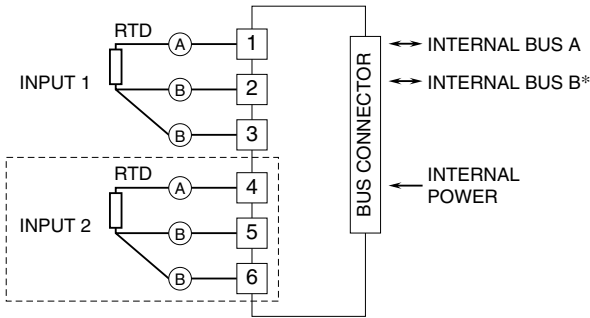 RTD
A
1
INPUT 1
B
2
B
3
RTD
A
4
INPUT 2
B
5
B
6
BUS CONNECTOR
INTERNAL BUS A
INTERNAL BUS B*
INTERNAL
POWER